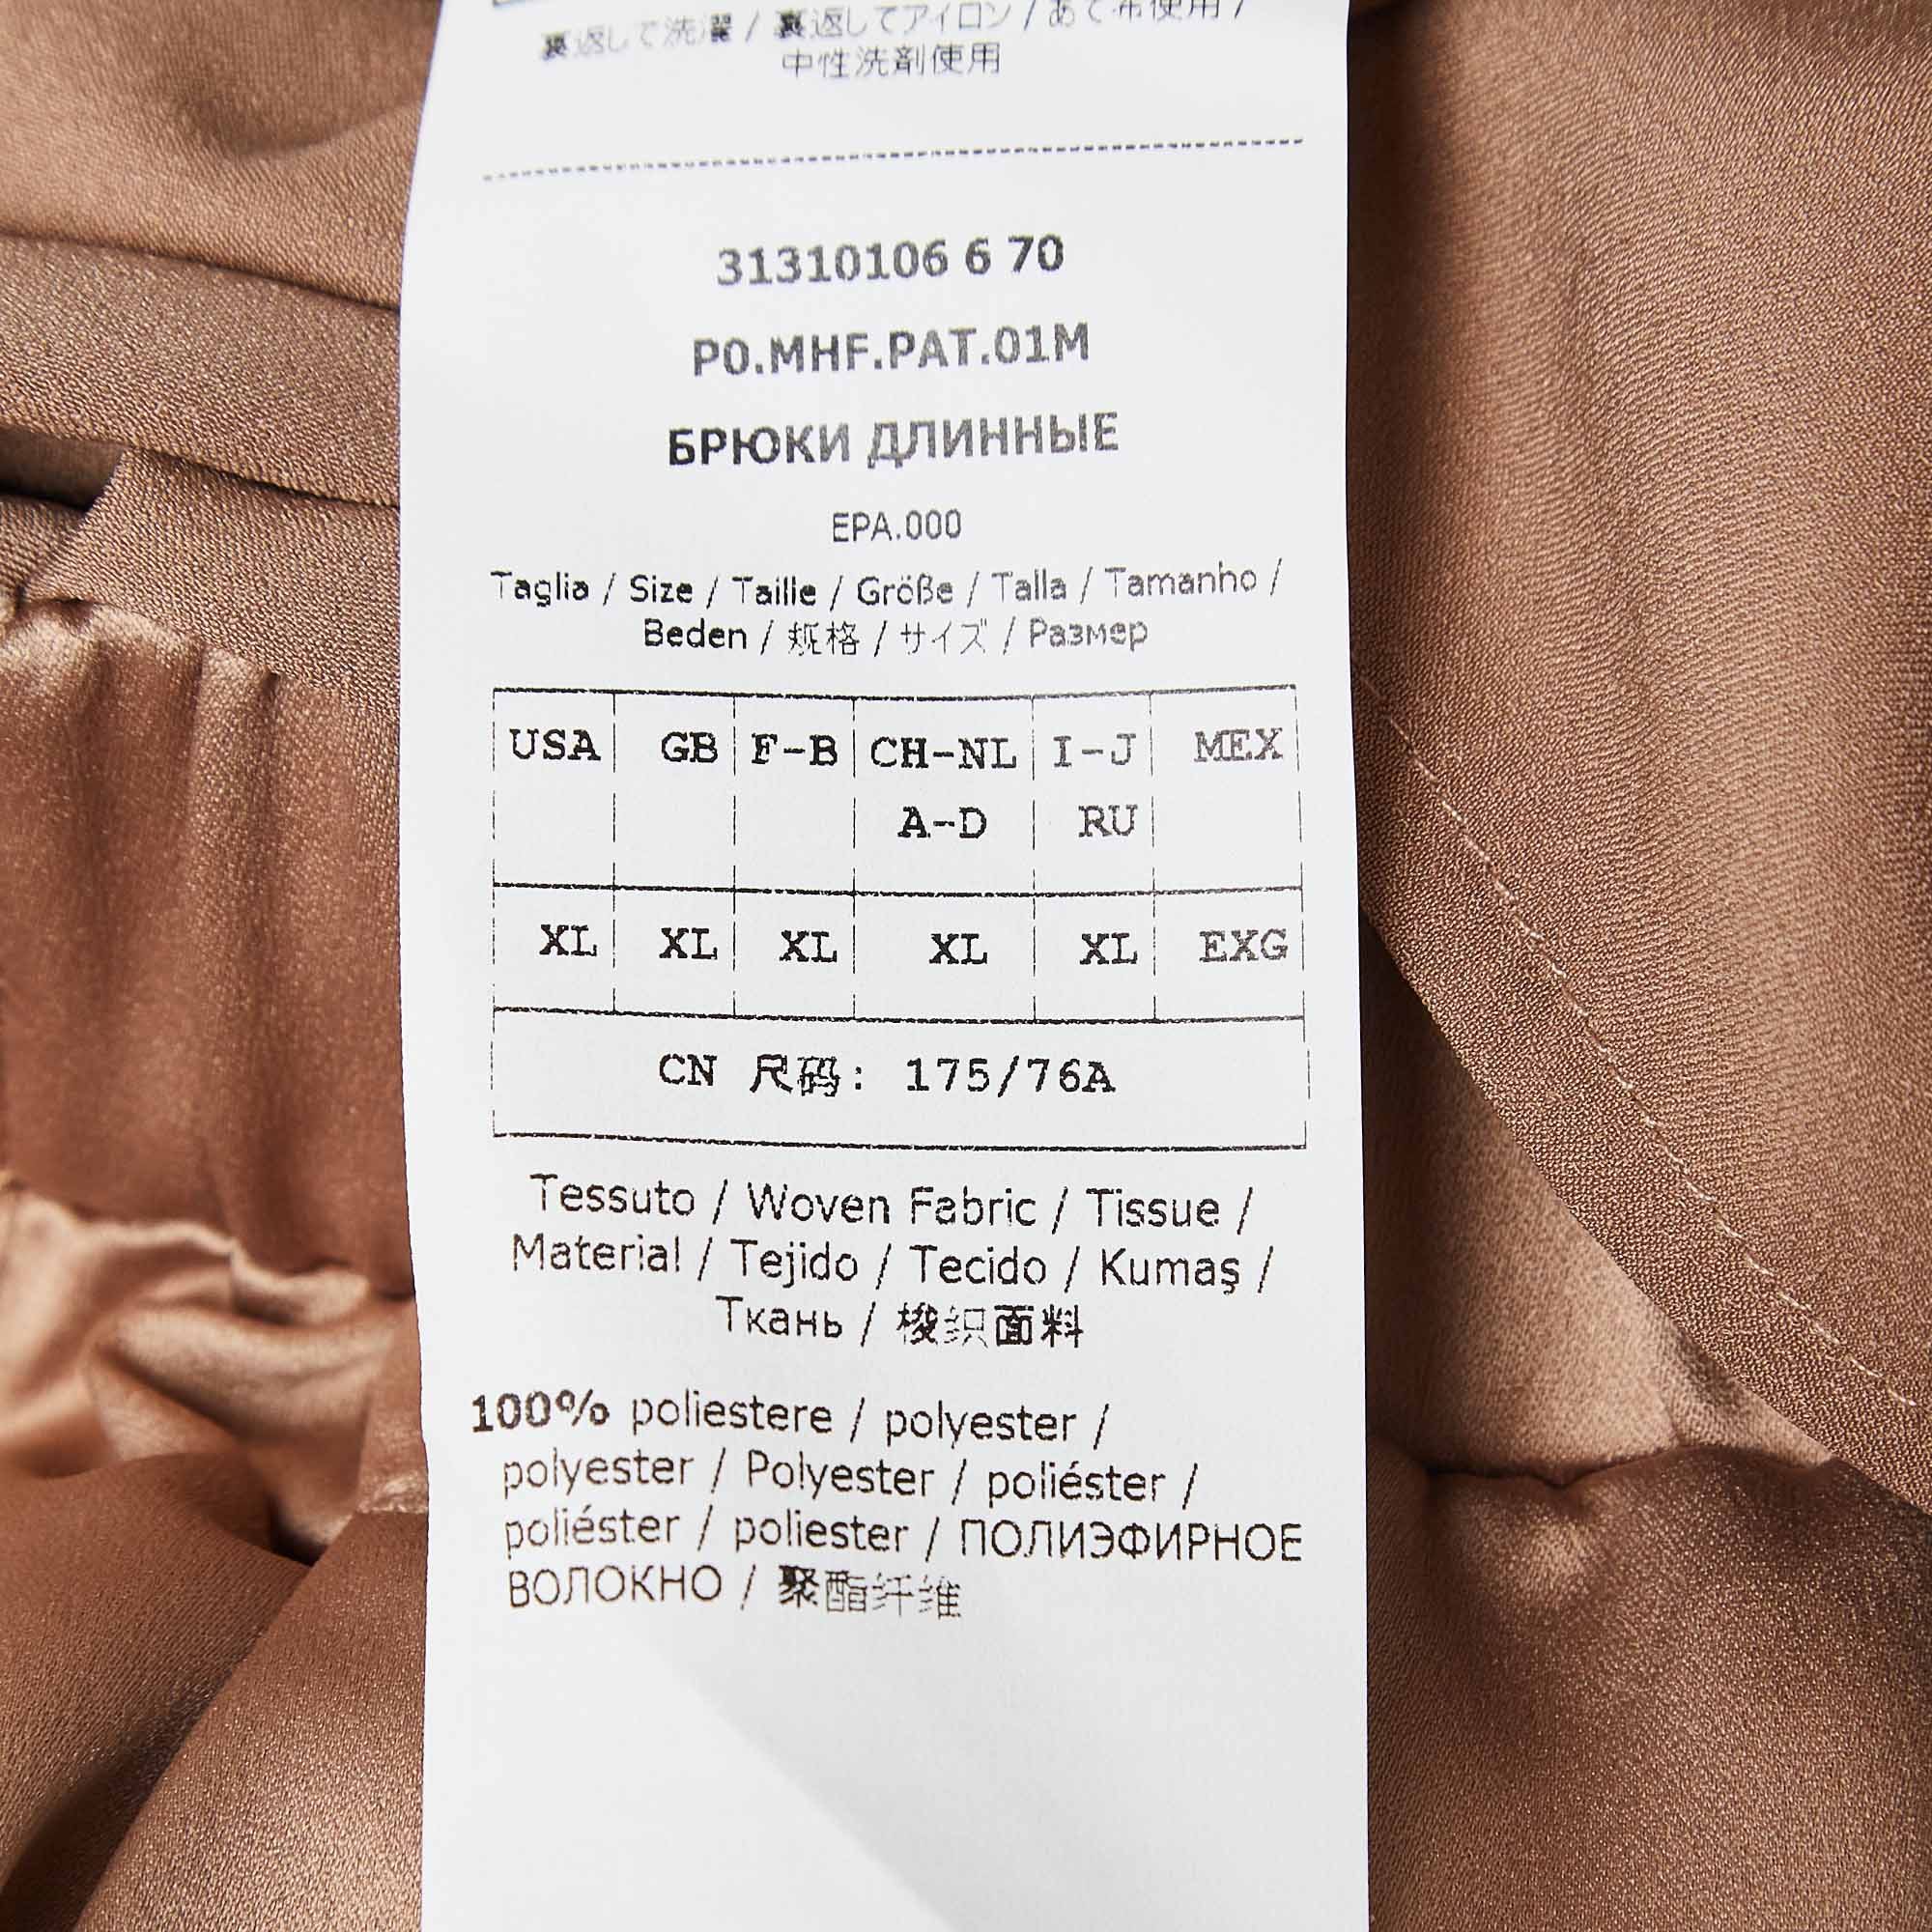 裏返して洗濯 / 裏返してアイロン / あて布使用 /
中性洗剤使用
31310106 6 70
P0.MHF.PAT.01M
БРЮКИ ДЛИННЫЕ
EPA.000
Taglia / Size / Taille / Größe / Talla / Tamanho /
Beden / 规格 / サイズ / Размер
USA GB F-B CH-NL I-J MEX
A-D RU
XL XL XL XL XL EXG
CN 尺码: 175/76A
Tessuto / Woven Fabric / Tissue /
Material / Tejido / Tecido / Kumaş /
Ткань / 梭织面料
100% poliestere / polyester /
polyester / Polyester / poliéster /
poliéster / poliester / ПОЛИЭФИРНОЕ
ВОЛОКНО / 聚酯纤维